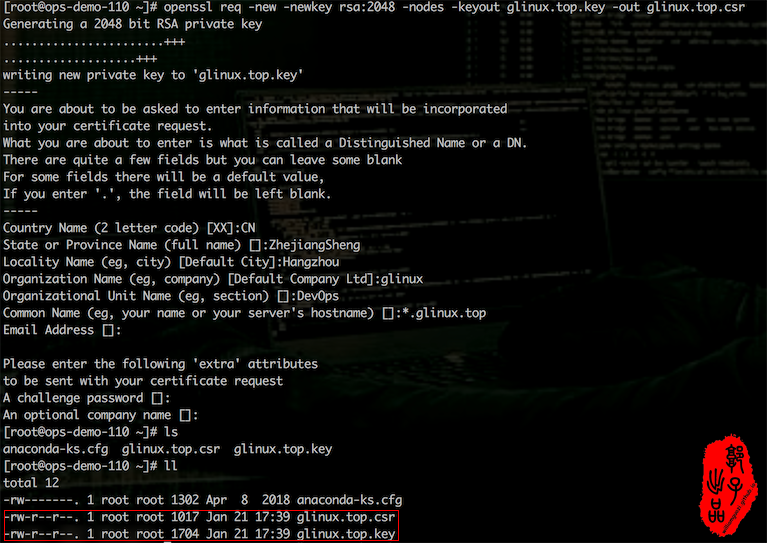 [root@ops-demo-110 ~]# openssl req -new -newkey rsa:2048 -nodes -keyout glinux.top.key -out glinux.top.csr
Generating a 2048 bit RSA private key
......................+++
...................+++
writing new private key to 'glinux.top.key'
-----
You are about to be asked to enter information that will be incorporated
into your certificate request.
What you are about to enter is what is called a Distinguished Name or a DN.
There are quite a few fields but you can leave some blank
For some fields there will be a default value,
If you enter '.', the field will be left blank.
-----
Country Name (2 letter code) [XX]:CN
State or Province Name (full name) []:ZhejiangSheng
Locality Name (eg, city) [Default City]:Hangzhou
Organization Name (eg, company) [Default Company Ltd]:glinux
Organizational Unit Name (eg, section) []:DevOps
Common Name (eg, your name or your server's hostname) []:*.glinux.top
Email Address []:
Please enter the following 'extra' attributes
to be sent with your certificate request
A challenge password []:
An optional company name []:
[root@ops-demo-110 ~]# ls
anaconda-ks.cfg  glinux.top.csr  glinux.top.key
[root@ops-demo-110 ~]# ll
total 12
-rw-------. 1 root root 1302 Apr  8  2018 anaconda-ks.cfg
-rw-r--r--. 1 root root 1017 Jan 21 17:39 glinux.top.csr
-rw-r--r--. 1 root root 1704 Jan 21 17:39 glinux.top.key
郭子出品